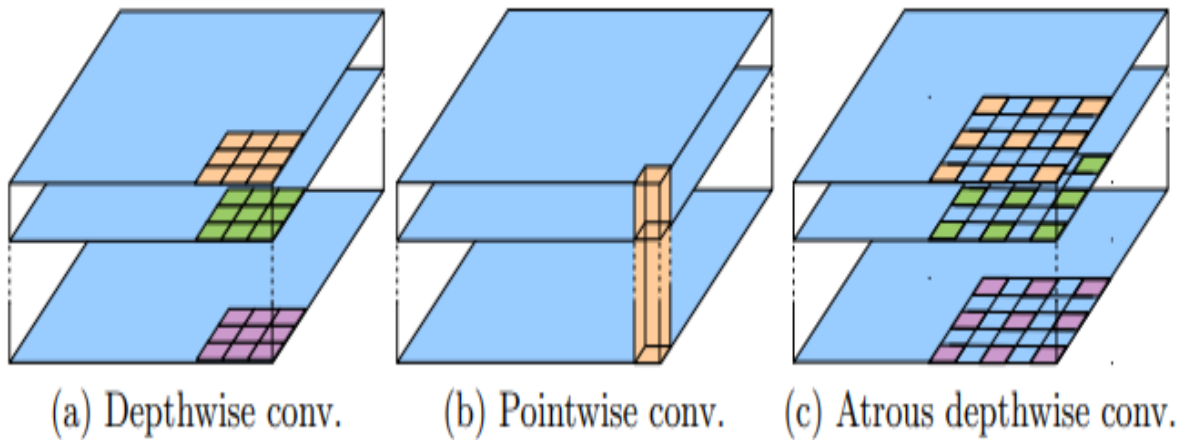 (a) Depthwise conv.
(b) Pointwise conv.
(c) Atrous depthwise conv.